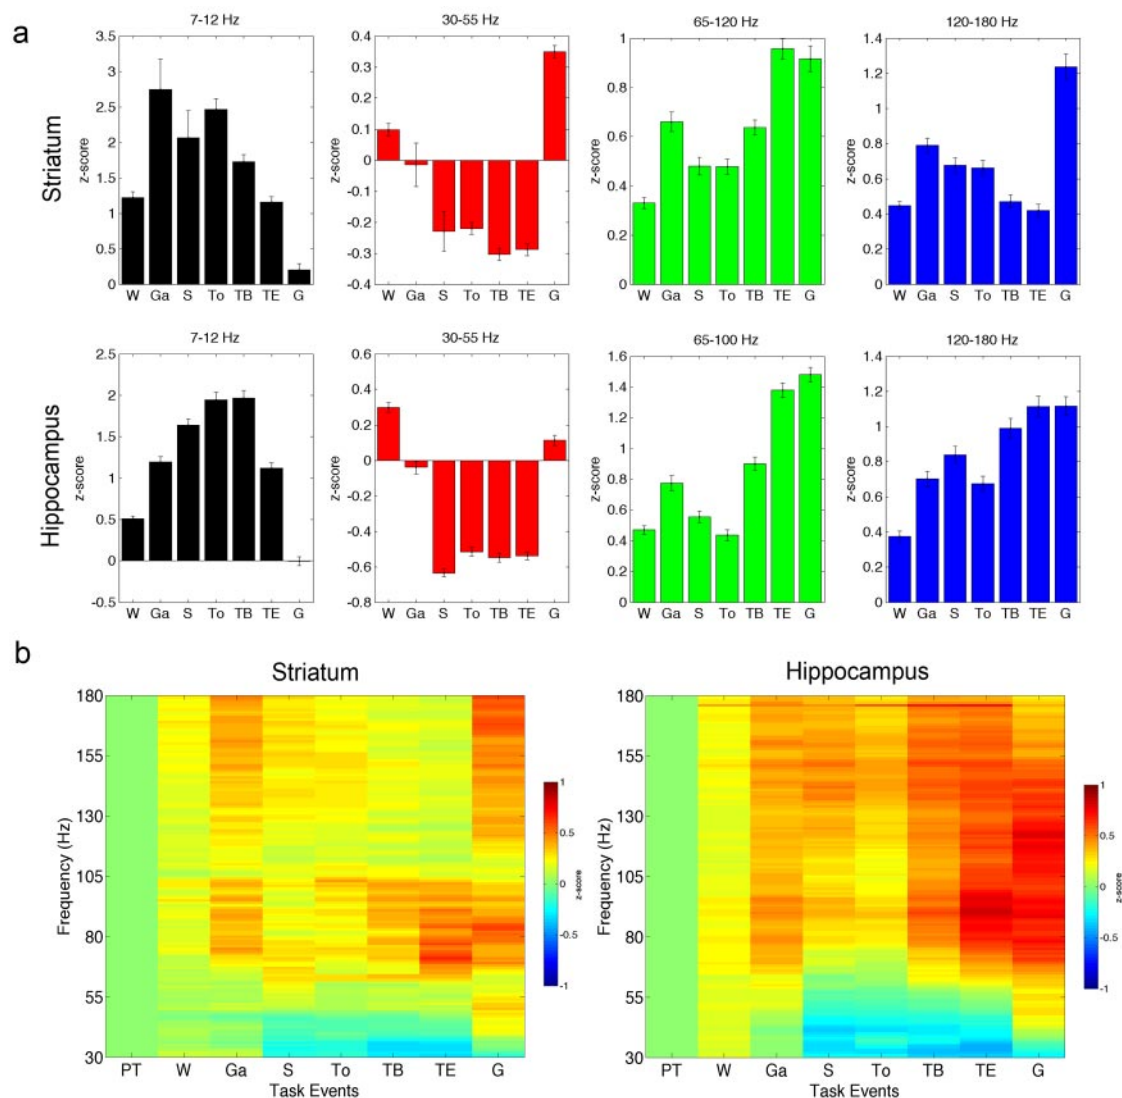 a
Striatum
7-12 Hz
z-score
3.5
3
2.5
2
1.5
1
0.5
0
W Ga S To TB TE G
30-55 Hz
z-score
0.4
0.3
0.2
0.1
0
-0.1
-0.2
-0.3
-0.4
W Ga S To TB TE G
65-120 Hz
z-score
1
0.8
0.6
0.4
0.2
0
W Ga S To TB TE G
120-180 Hz
z-score
1.4
1.2
1
0.8
0.6
0.4
0.2
0
W Ga S To TB TE G
Hippocampus
7-12 Hz
z-score
2.5
2
1.5
1
0.5
0
-0.5
W Ga S To TB TE G
30-55 Hz
z-score
0.6
0.4
0.2
0
-0.2
-0.4
-0.6
-0.8
W Ga S To TB TE G
65-100 Hz
z-score
1.6
1.4
1.2
1
0.8
0.6
0.4
0.2
0
W Ga S To TB TE G
120-180 Hz
z-score
1.4
1.2
1
0.8
0.6
0.4
0.2
0
W Ga S To TB TE G
b
Striatum
Frequency (Hz)
180
155
130
105
80
55
30
PT W Ga S To TB TE G
Task Events
1
0.5
0
-0.5
-1
z-score
Hippocampus
Frequency (Hz)
180
155
130
105
80
55
30
PT W Ga S To TB TE G
Task Events
1
0.5
0
-0.5
-1
z-score